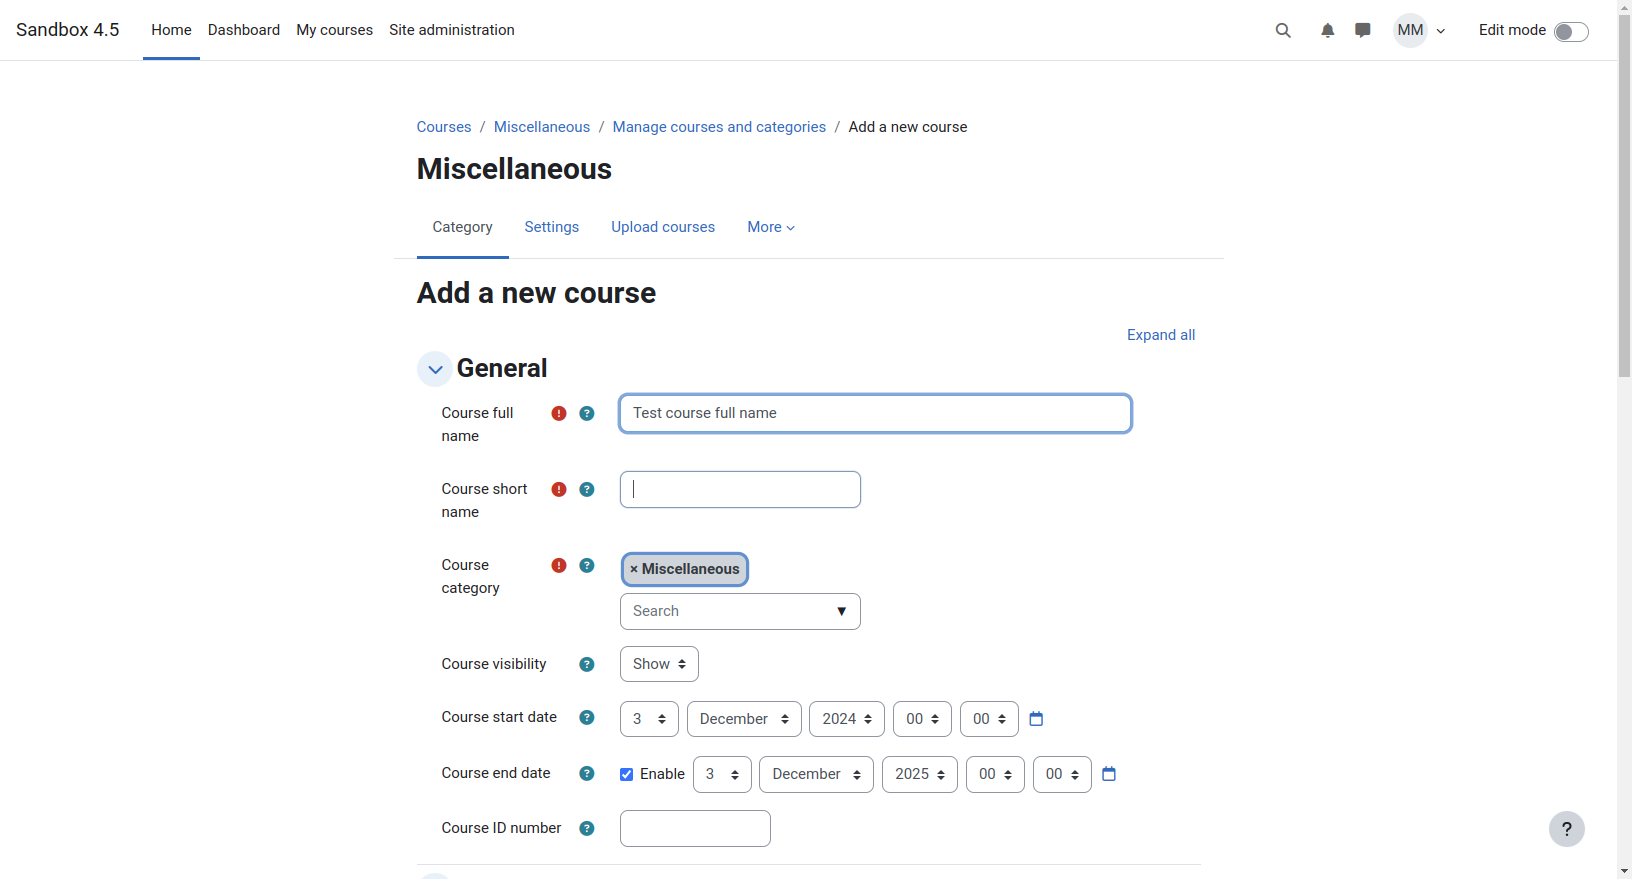 Sandbox 4.5 Home Dashboard My courses Site administration MM Edit mode
Courses / Miscellaneous / Manage courses and categories / Add a new course
Miscellaneous
Category Settings Upload courses More
Add a new course
Expand all
General
Course full name ! ? Test course full name
Course short name ! ?
Course category ! ? × Miscellaneous
Search ▼
Course visibility ? Show
Course start date ? 3 December 2024 00 00
Course end date ? Enable 3 December 2025 00 00
Course ID number ?
?